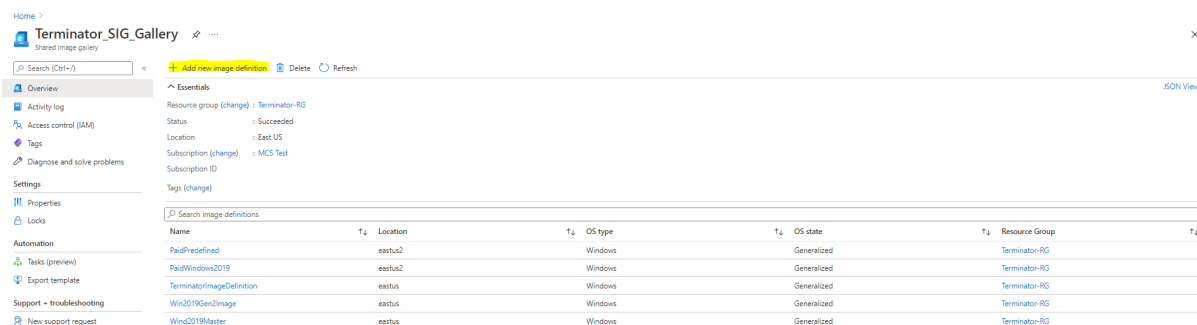 Home >
Terminator_SIG_Gallery
Shared image gallery
Search (Ctrl+/)
Add new image definition Delete Refresh
Overview
Activity log
Access control (IAM)
Tags
Diagnose and solve problems
Settings
Properties
Locks
Automation
Tasks (preview)
Export template
Support + troubleshooting
New support request
Essentials JSON View
Resource group (change) : Terminator-RG
Status : Succeeded
Location : East US
Subscription (change) : MCS Test
Subscription ID
Tags (change)
Search image definitions
Name Location OS type OS state Resource Group
PaidPredefined eastus2 Windows Generalized Terminator-RG
PaidWindows2019 eastus2 Windows Generalized Terminator-RG
TerminatorImageDefinition eastus Windows Generalized Terminator-RG
Win2019Gen2Image eastus Windows Generalized Terminator-RG
Wind2019Master eastus Windows Generalized Terminator-RG